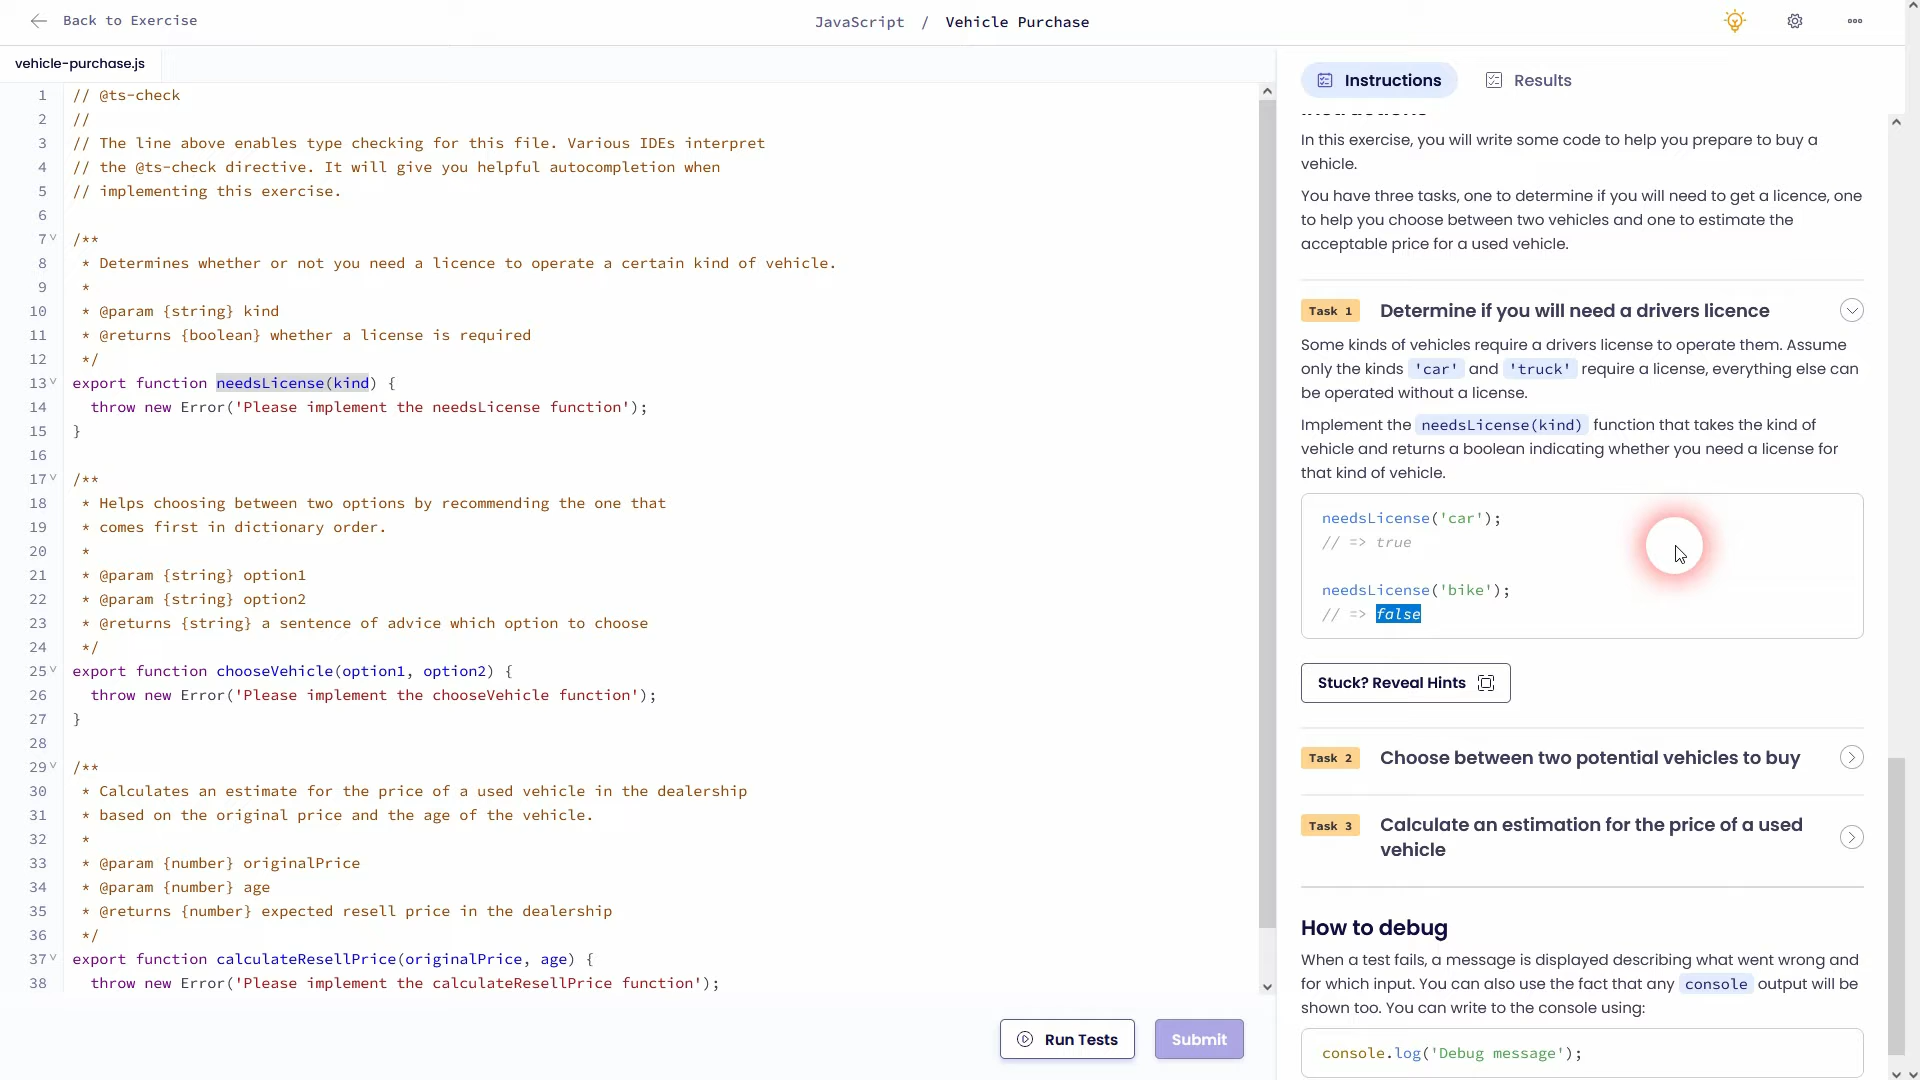 Back to Exercise
JavaScript / Vehicle Purchase
vehicle-purchase.js
1 // @ts-check
2 //
3 // The line above enables type checking for this file. Various IDEs interpret
4 // the @ts-check directive. It will give you helpful autocompletion when
5 // implementing this exercise.
6
7 /**
8 * Determines whether or not you need a licence to operate a certain kind of vehicle.
9 *
10 * @param {string} kind
11 * @returns {boolean} whether a license is required
12 */
13 export function needsLicense(kind) {
14 throw new Error('Please implement the needsLicense function');
15 }
16
17 /**
18 * Helps choosing between two options by recommending the one that
19 * comes first in dictionary order.
20 *
21 * @param {string} option1
22 * @param {string} option2
23 * @returns {string} a sentence of advice which option to choose
24 */
25 export function chooseVehicle(option1, option2) {
26 throw new Error('Please implement the chooseVehicle function');
27 }
28
29 /**
30 * Calculates an estimate for the price of a used vehicle in the dealership
31 * based on the original price and the age of the vehicle.
32 *
33 * @param {number} originalPrice
34 * @param {number} age
35 * @returns {number} expected resell price in the dealership
36 */
37 export function calculateResellPrice(originalPrice, age) {
38 throw new Error('Please implement the calculateResellPrice function');
Run Tests
Submit
Instructions
Results
Instructions
In this exercise, you will write some code to help you prepare to buy a
vehicle.
You have three tasks, one to determine if you will need to get a licence, one
to help you choose between two vehicles and one to estimate the
acceptable price for a used vehicle.
Task 1 Determine if you will need a drivers licence
Some kinds of vehicles require a drivers license to operate them. Assume
only the kinds 'car' and 'truck' require a license, everything else can
be operated without a license.
Implement the needsLicense(kind) function that takes the kind of
vehicle and returns a boolean indicating whether you need a license for
that kind of vehicle.
needsLicense('car');
// => true
needsLicense('bike');
// => false
Stuck? Reveal Hints
Task 2 Choose between two potential vehicles to buy
Task 3 Calculate an estimation for the price of a used
vehicle
How to debug
When a test fails, a message is displayed describing what went wrong and
for which input. You can also use the fact that any console output will be
shown too. You can write to the console using:
console.log('Debug message');